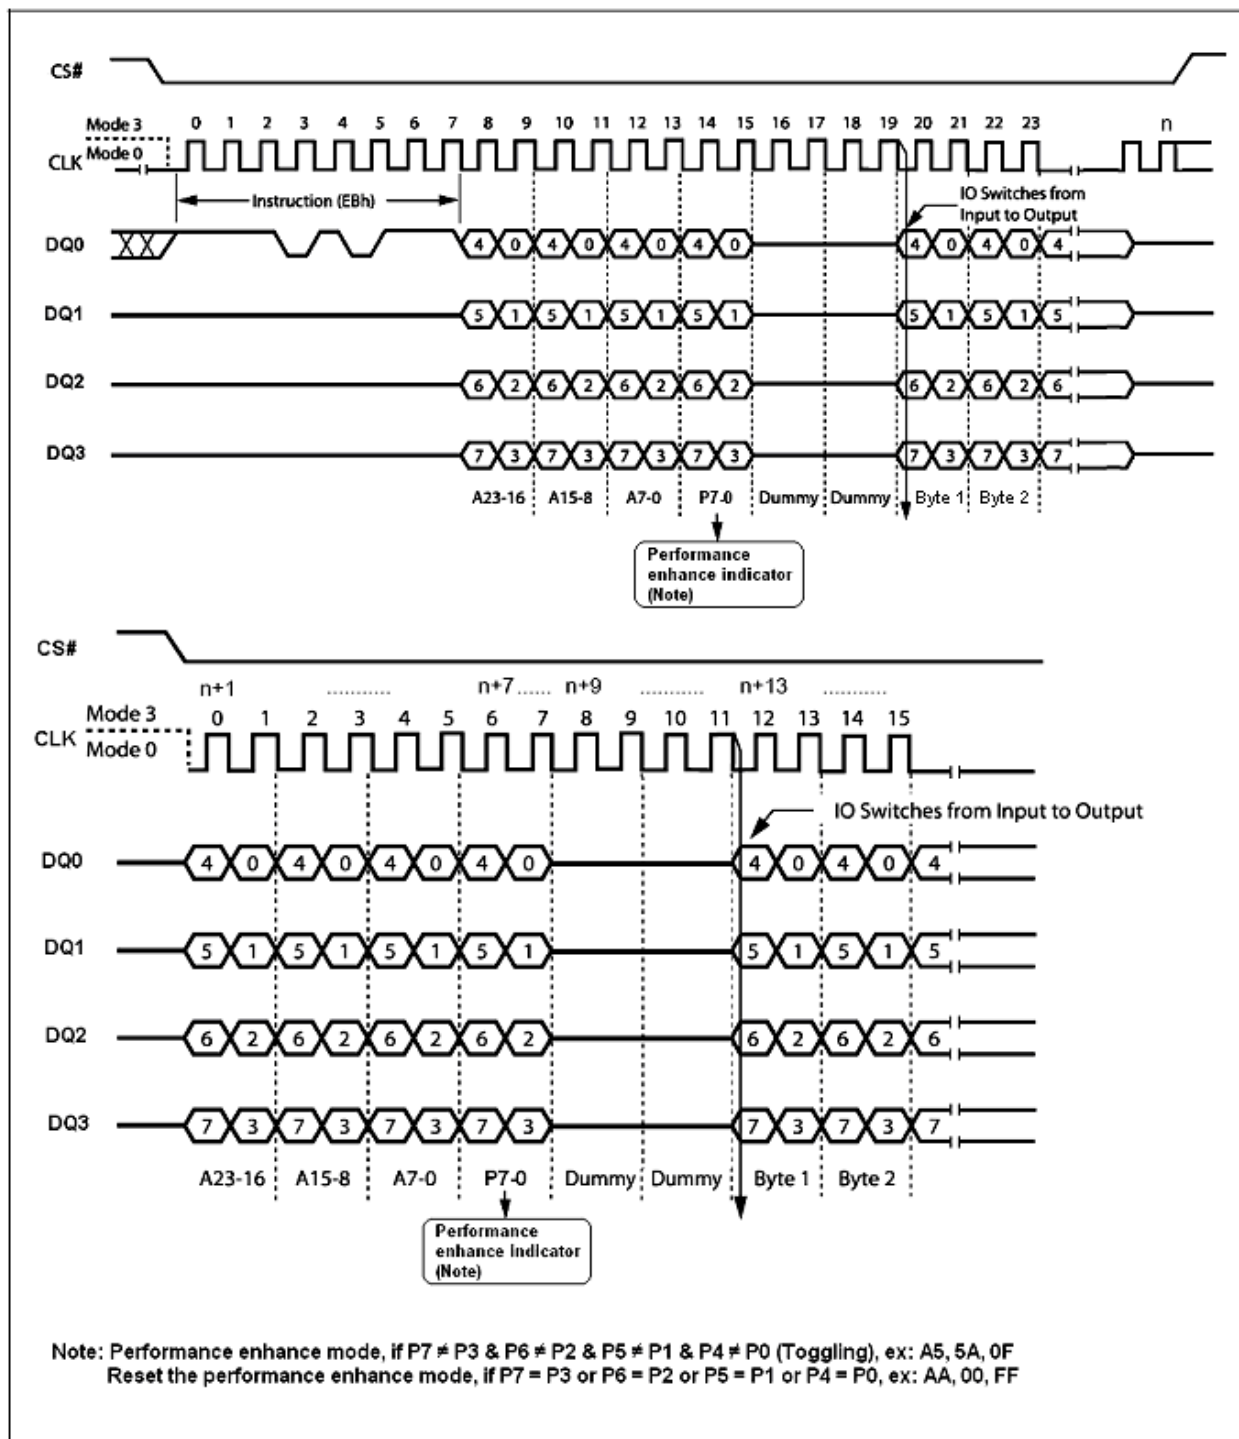 CS#
Mode 3
0 1 2 3 4 5 6 7 8 9 10 11 12 13 14 15 16 17 18 19 20 21 22 23 n
CLK
Mode 0
Instruction (EBh)
IO Switches from
Input to Output
DQ0 4 0 4 0 4 0 4 0 4 0 4 0 4
DQ1 5 1 5 1 5 1 5 1 5 1 5 1 5
DQ2 6 2 6 2 6 2 6 2 6 2 6 2 6
DQ3 7 3 7 3 7 3 7 3 7 3 7 3 7
A23-16 A15-8 A7-0 P7-0 Dummy Dummy Byte 1 Byte 2
Performance
enhance indicator
(Note)
CS#
n+1 ........... n+7 ...... n+9 ........... n+13 ...........
Mode 3 0 1 2 3 4 5 6 7 8 9 10 11 12 13 14 15
CLK
Mode 0
IO Switches from Input to Output
DQ0 4 0 4 0 4 0 4 0 4 0 4 0 4
DQ1 5 1 5 1 5 1 5 1 5 1 5 1 5
DQ2 6 2 6 2 6 2 6 2 6 2 6 2 6
DQ3 7 3 7 3 7 3 7 3 7 3 7 3 7
A23-16 A15-8 A7-0 P7-0 Dummy Dummy Byte 1 Byte 2
Performance
enhance indicator
(Note)
Note: Performance enhance mode, if P7 ≠ P3 & P6 ≠ P2 & P5 ≠ P1 & P4 ≠ P0 (Toggling), ex: A5, 5A, 0F
Reset the performance enhance mode, if P7 = P3 or P6 = P2 or P5 = P1 or P4 = P0, ex: AA, 00, FF